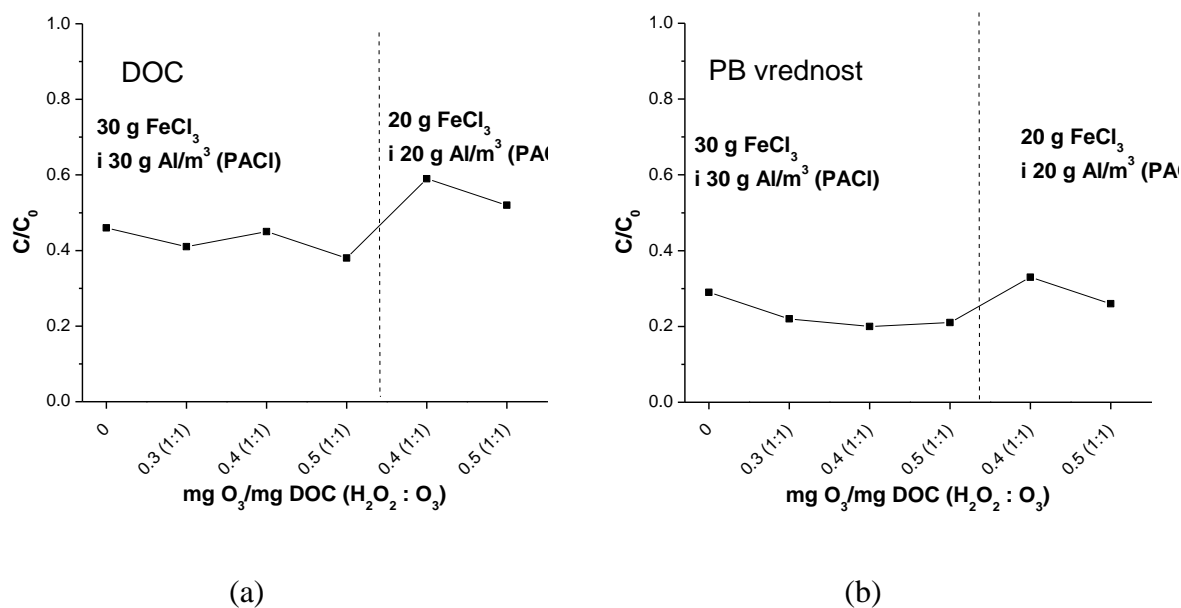 1.0
0.8
0.6
0.4
0.2
0.0
C/C₀
DOC
30 g FeCl₃
i 30 g Al/m³ (PACl)
20 g FeCl₃
i 20 g Al/m³ (PAC
0
0.3 (1:1)
0.4 (1:1)
0.5 (1:1)
0.4 (1:1)
0.5 (1:1)
mg O₃/mg DOC (H₂O₂ : O₃)
(a)
1.0
0.8
0.6
0.4
0.2
0.0
C/C₀
PB vrednost
30 g FeCl₃
i 30 g Al/m³ (PACl)
20 g FeCl₃
i 20 g Al/m³ (PA
0
0.3 (1:1)
0.4 (1:1)
0.5 (1:1)
0.4 (1:1)
0.5 (1:1)
mg O₃/mg DOC (H₂O₂ : O₃)
(b)